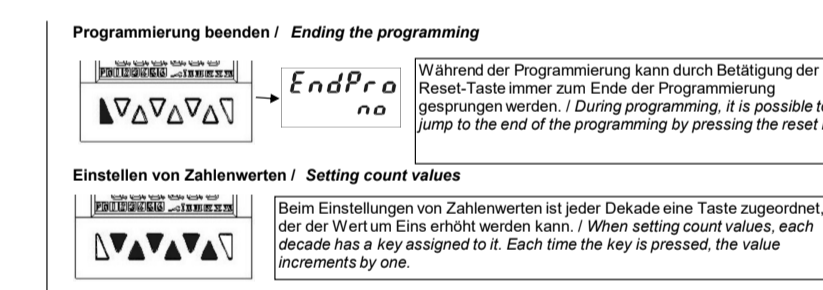 Programmierung beenden / Ending the programming
EndPro
no
Während der Programmierung kann durch Betätigung der
Reset-Taste immer zum Ende der Programmierung
gesprungen werden. / During programming, it is possible to
jump to the end of the programming by pressing the reset
Einstellen von Zahlenwerten / Setting count values
Beim Einstellungen von Zahlenwerten ist jeder Dekade eine Taste zugeordnet,
der der Wert um Eins erhöht werden kann. / When setting count values, each
decade has a key assigned to it. Each time the key is pressed, the value
increments by one.